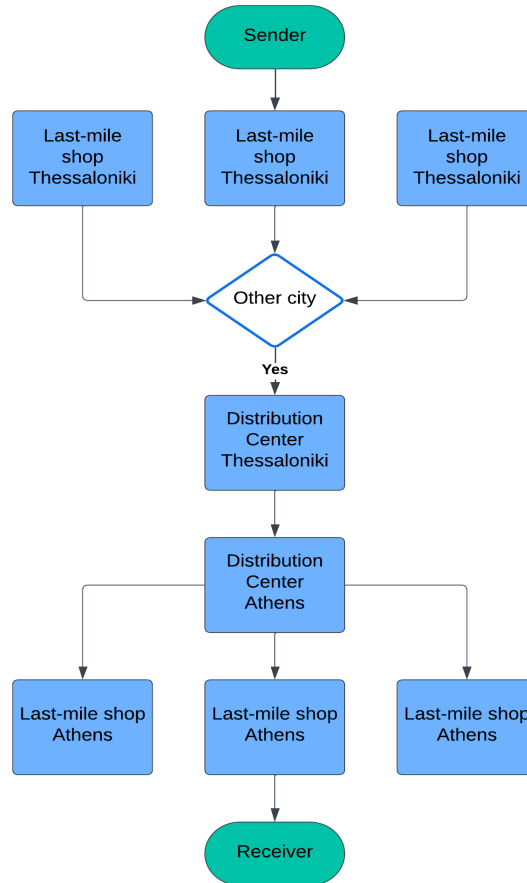 Sender
Last-mile
shop
Thessaloniki
Last-mile
shop
Thessaloniki
Last-mile
shop
Thessaloniki
Other city
Yes
Distribution
Center
Thessaloniki
Distribution
Center
Athens
Last-mile shop
Athens
Last-mile shop
Athens
Last-mile shop
Athens
Receiver